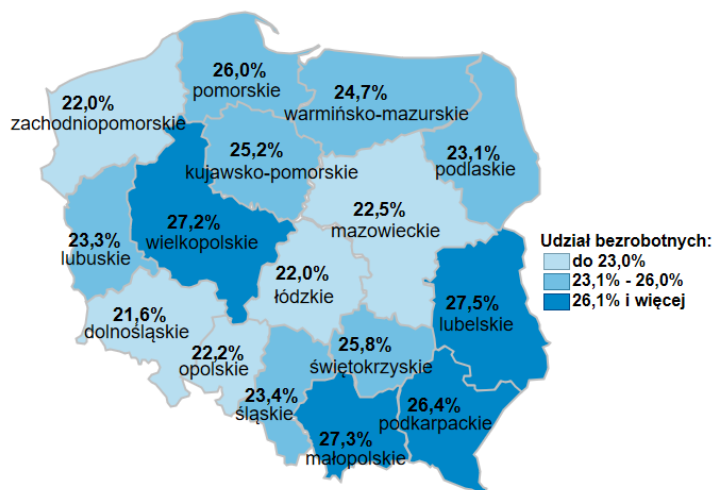 26,0%
pomorskie
22,0%
zachodniopomorskie
24,7%
warmińsko-mazurskie
25,2%
kujawsko-pomorskie
23,1%
podlaskie
27,2%
wielkopolskie
22,5%
mazowieckie
23,3%
lubuskie
22,0%
łódzkie
Udział bezrobotnych:
do 23,0%
23,1% - 26,0%
26,1% i więcej
27,5%
lubelskie
21,6%
dolnośląskie
22,2%
opolskie
25,8%
świętokrzyskie
23,4%
śląskie
26,4%
podkarpackie
27,3%
małopolskie